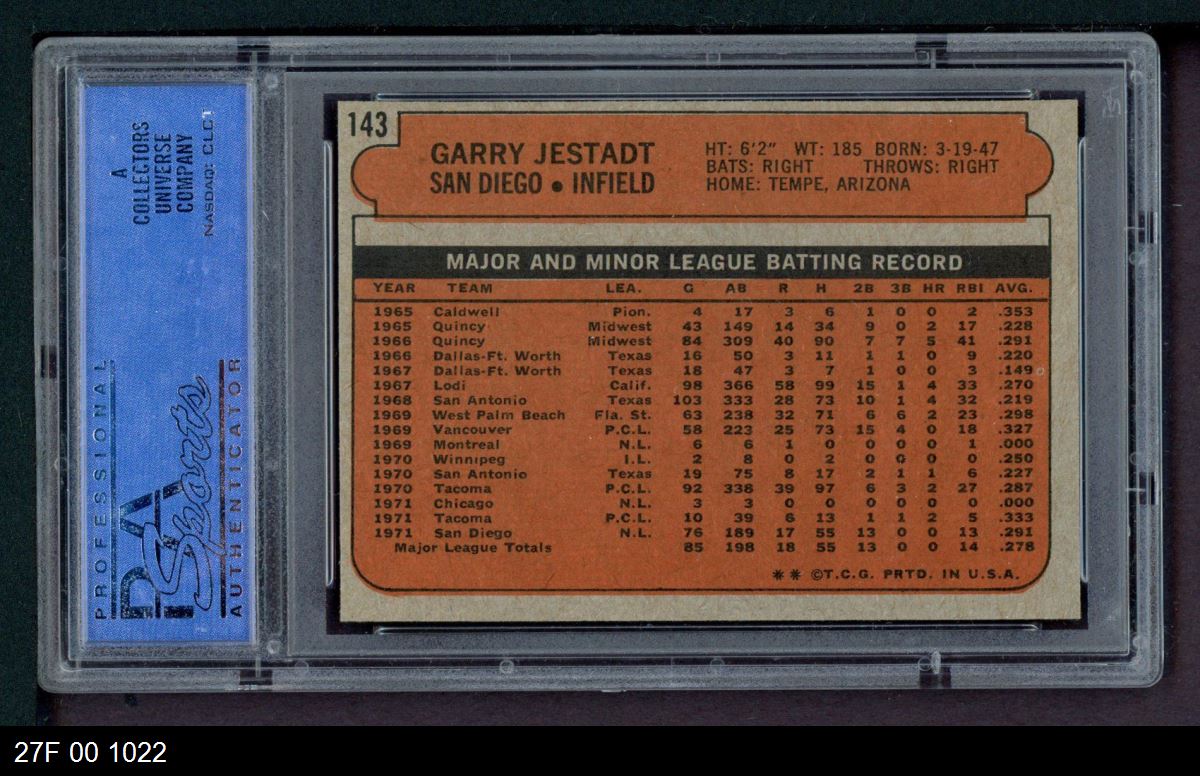 A
COLLECTORS
UNIVERSE
COMPANY
NASDAQ: CLCT
PROFESSIONAL
PSA
Sports
AUTHENTICATOR
143
GARRY JESTADT
SAN DIEGO • INFIELD
HT: 6'2" WT: 185 BORN: 3-19-47
BATS: RIGHT THROWS: RIGHT
HOME: TEMPE, ARIZONA
MAJOR AND MINOR LEAGUE BATTING RECORD
YEAR TEAM LEA. G AB R H 2B 3B HR RBI AVG.
1965 Caldwell Pion. 4 17 3 6 1 0 0 2 .353
1965 Quincy Midwest 43 149 14 34 9 0 2 17 .228
1966 Quincy Midwest 84 309 40 90 7 7 5 41 .291
1966 Dallas-Ft. Worth Texas 16 50 3 11 1 1 0 9 .220
1967 Dallas-Ft. Worth Texas 18 47 3 7 1 0 0 3 .149
1967 Lodi Calif. 98 366 58 99 15 1 4 33 .270
1968 San Antonio Texas 103 333 28 73 10 1 4 32 .219
1969 West Palm Beach Fla. St. 63 238 32 71 6 6 2 23 .298
1969 Vancouver P.C.L. 58 223 25 73 15 4 0 18 .327
1969 Montreal N.L. 6 6 1 0 0 0 0 1 .000
1970 Winnipeg I.L. 2 8 0 2 0 0 0 0 .250
1970 San Antonio Texas 19 75 8 17 2 1 1 6 .227
1970 Tacoma P.C.L. 92 338 39 97 6 3 2 27 .287
1971 Chicago N.L. 3 3 0 0 0 0 0 0 .000
1971 Tacoma P.C.L. 10 39 6 13 1 1 2 5 .333
1971 San Diego N.L. 76 189 17 55 13 0 0 13 .291
Major League Totals 85 198 18 55 13 0 0 14 .278
** ©T.C.G. PRTD. IN U.S.A.
27F 00 1022